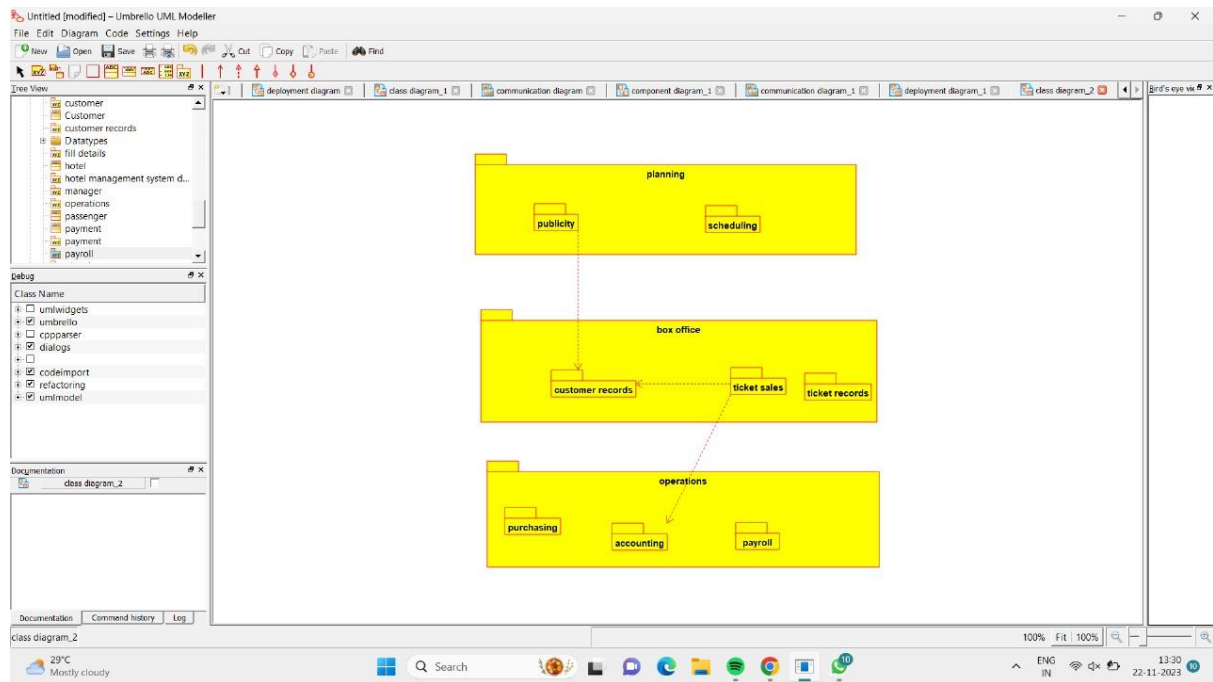 Untitled [modified] – Umbrello UML Modeller
File Edit Diagram Code Settings Help
New Open Save Cut Copy Paste Find
Tree View
deployment diagram class diagram_1 communication diagram component diagram_1 communication diagram_1 deployment diagram_1 class diagram_2
customer
Customer
customer records
Datatypes
fill details
hotel
hotel management system d...
manager
operations
passenger
payment
payment
payroll
Debug
Class Name
umlwidgets
umbrello
cppparser
dialogs
codeimport
refactoring
umlmodel
Documentation
class diagram_2
Documentation Command history Log
planning
publicity
scheduling
box office
customer records
ticket sales
ticket records
operations
purchasing
accounting
payroll
class diagram_2
100% Fit 100%
29°C
Mostly cloudy
Search
10
ENG
IN
13:30
22-11-2023
10